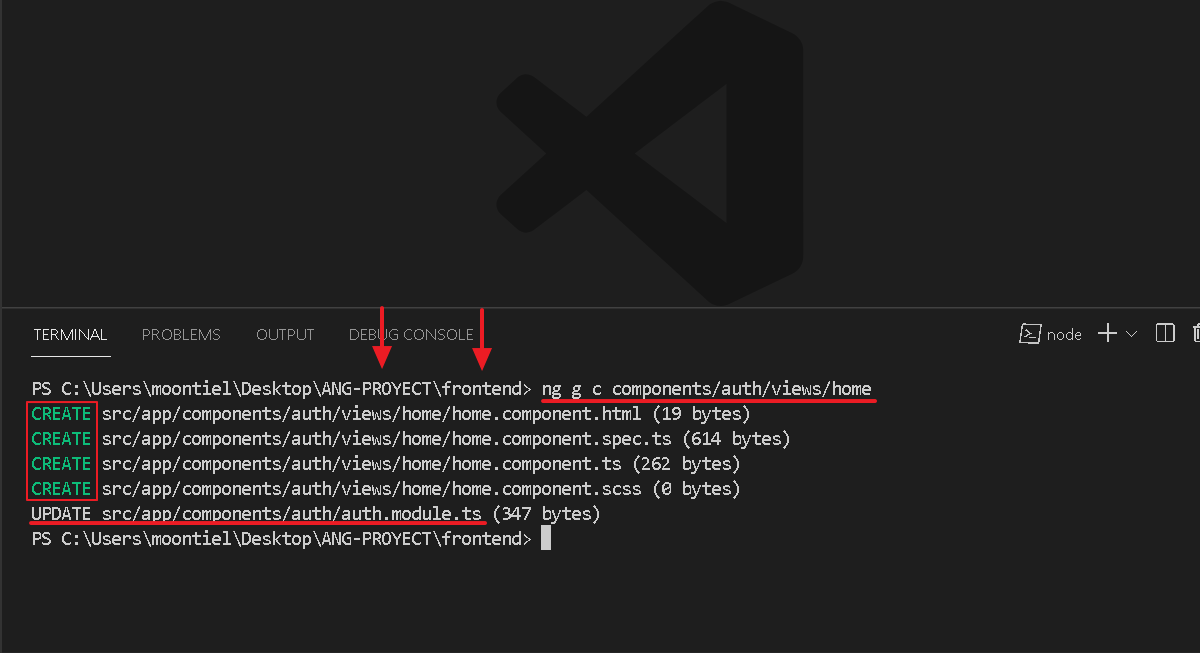 TERMINAL PROBLEMS OUTPUT DEBUG CONSOLE node
PS C:\Users\moontiel\Desktop\ANG-PROYECT\frontend> ng g c components/auth/views/home
CREATE src/app/components/auth/views/home/home.component.html (19 bytes)
CREATE src/app/components/auth/views/home/home.component.spec.ts (614 bytes)
CREATE src/app/components/auth/views/home/home.component.ts (262 bytes)
CREATE src/app/components/auth/views/home/home.component.scss (0 bytes)
UPDATE src/app/components/auth/auth.module.ts (347 bytes)
PS C:\Users\moontiel\Desktop\ANG-PROYECT\frontend>